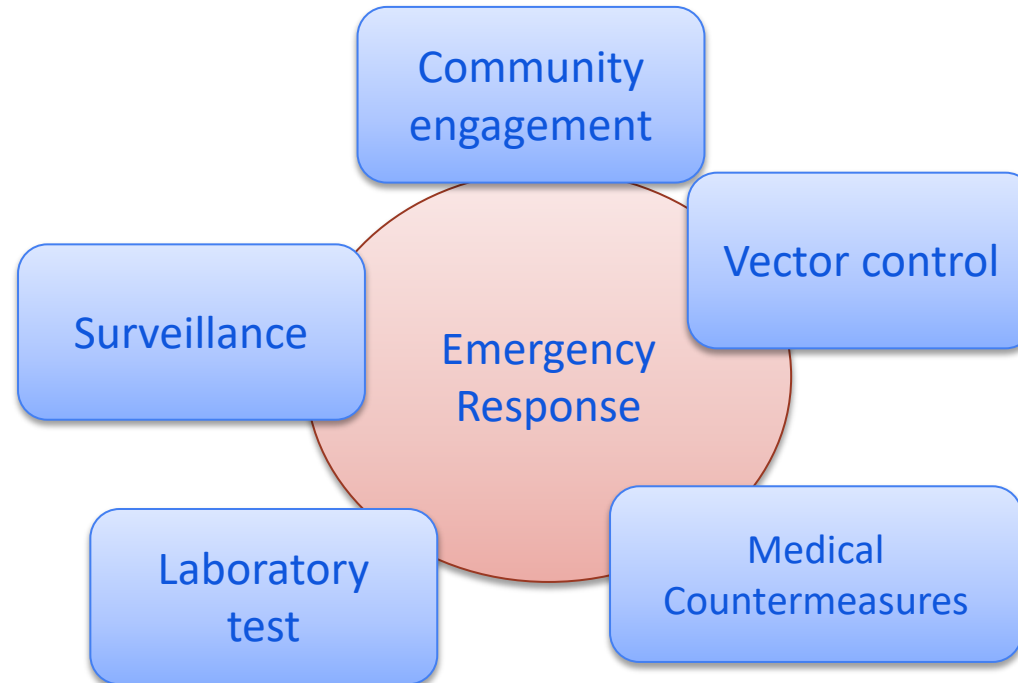 Community
engagement
Vector control
Surveillance
Emergency
Response
Medical
Countermeasures
Laboratory
test